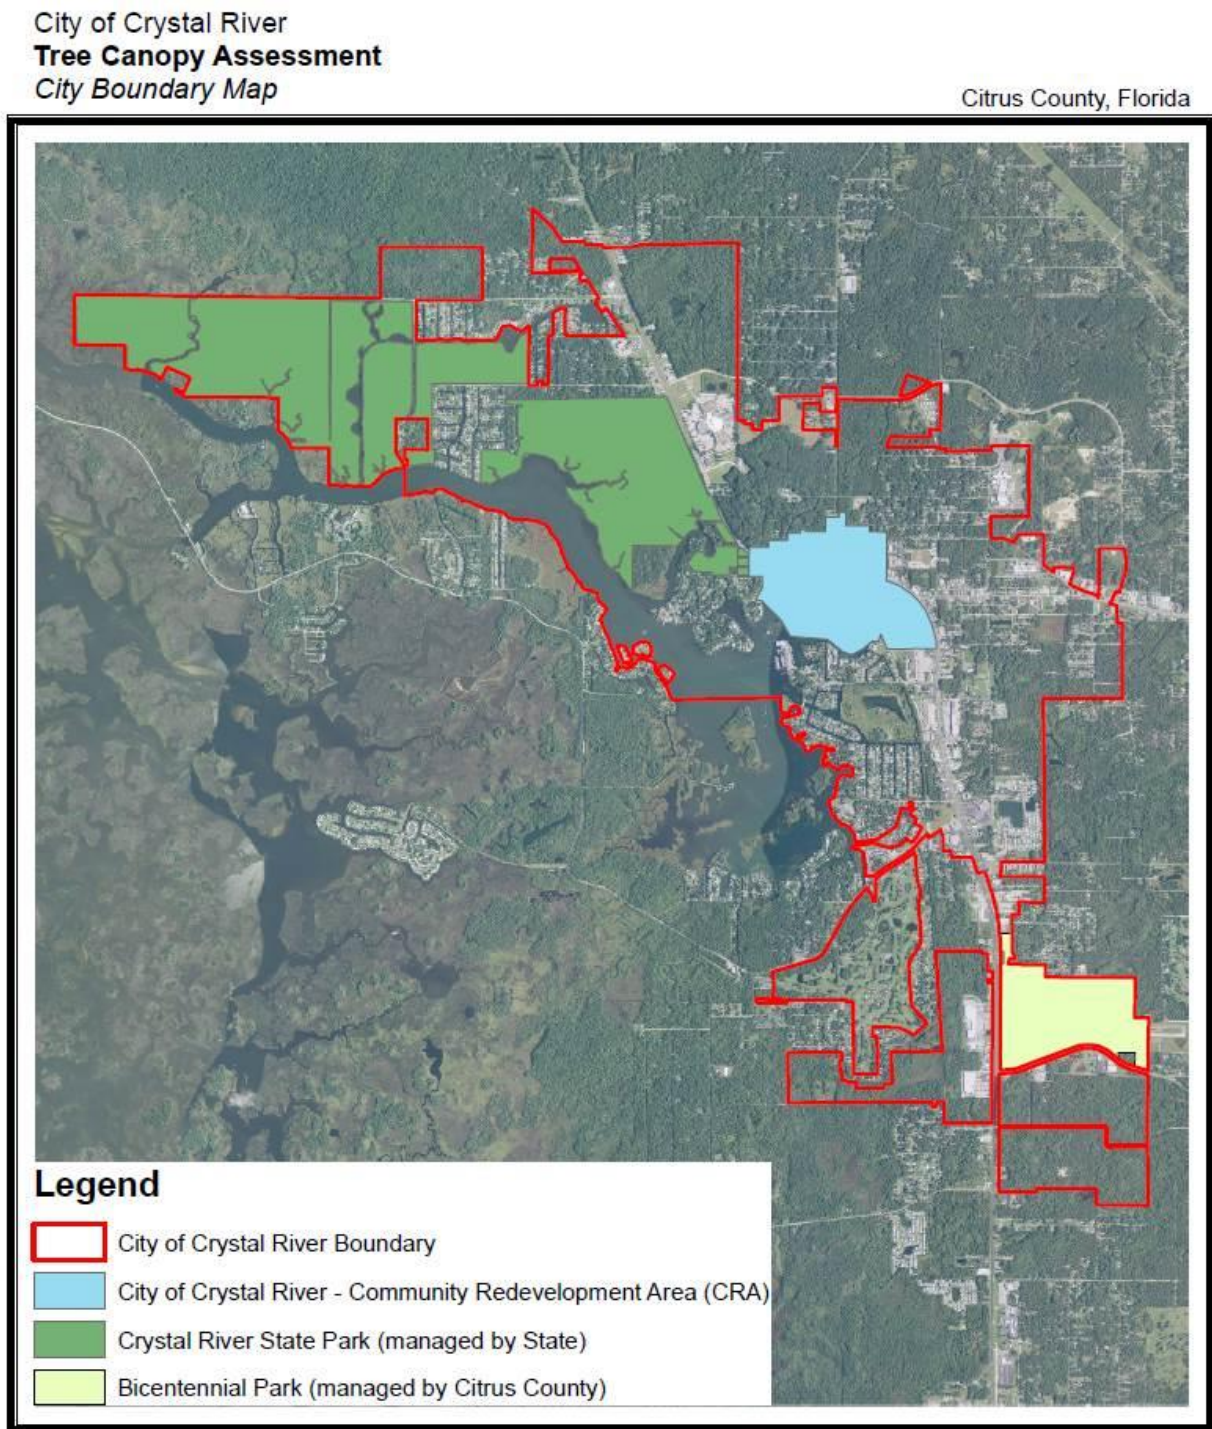 City of Crystal River
Tree Canopy Assessment
City Boundary Map
Citrus County, Florida
Legend
City of Crystal River Boundary
City of Crystal River - Community Redevelopment Area (CRA)
Crystal River State Park (managed by State)
Bicentennial Park (managed by Citrus County)